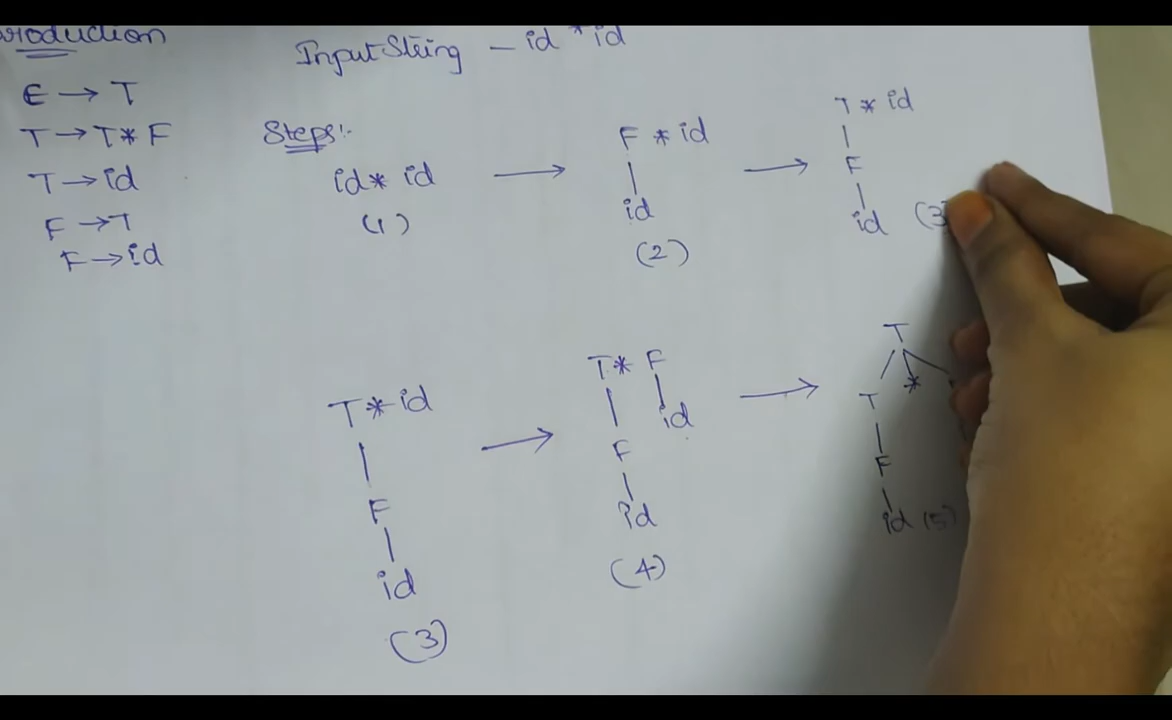 roduction
Input String - id * id
E → T
T → T * F
T → id
F → T
F → id
Steps:-
id * id → F * id → T * id
id
F
(1)
(2)
id (3
T * id → T * F → T
F
id
*
id
F
T
id
F
(3)
(4)
id (5)